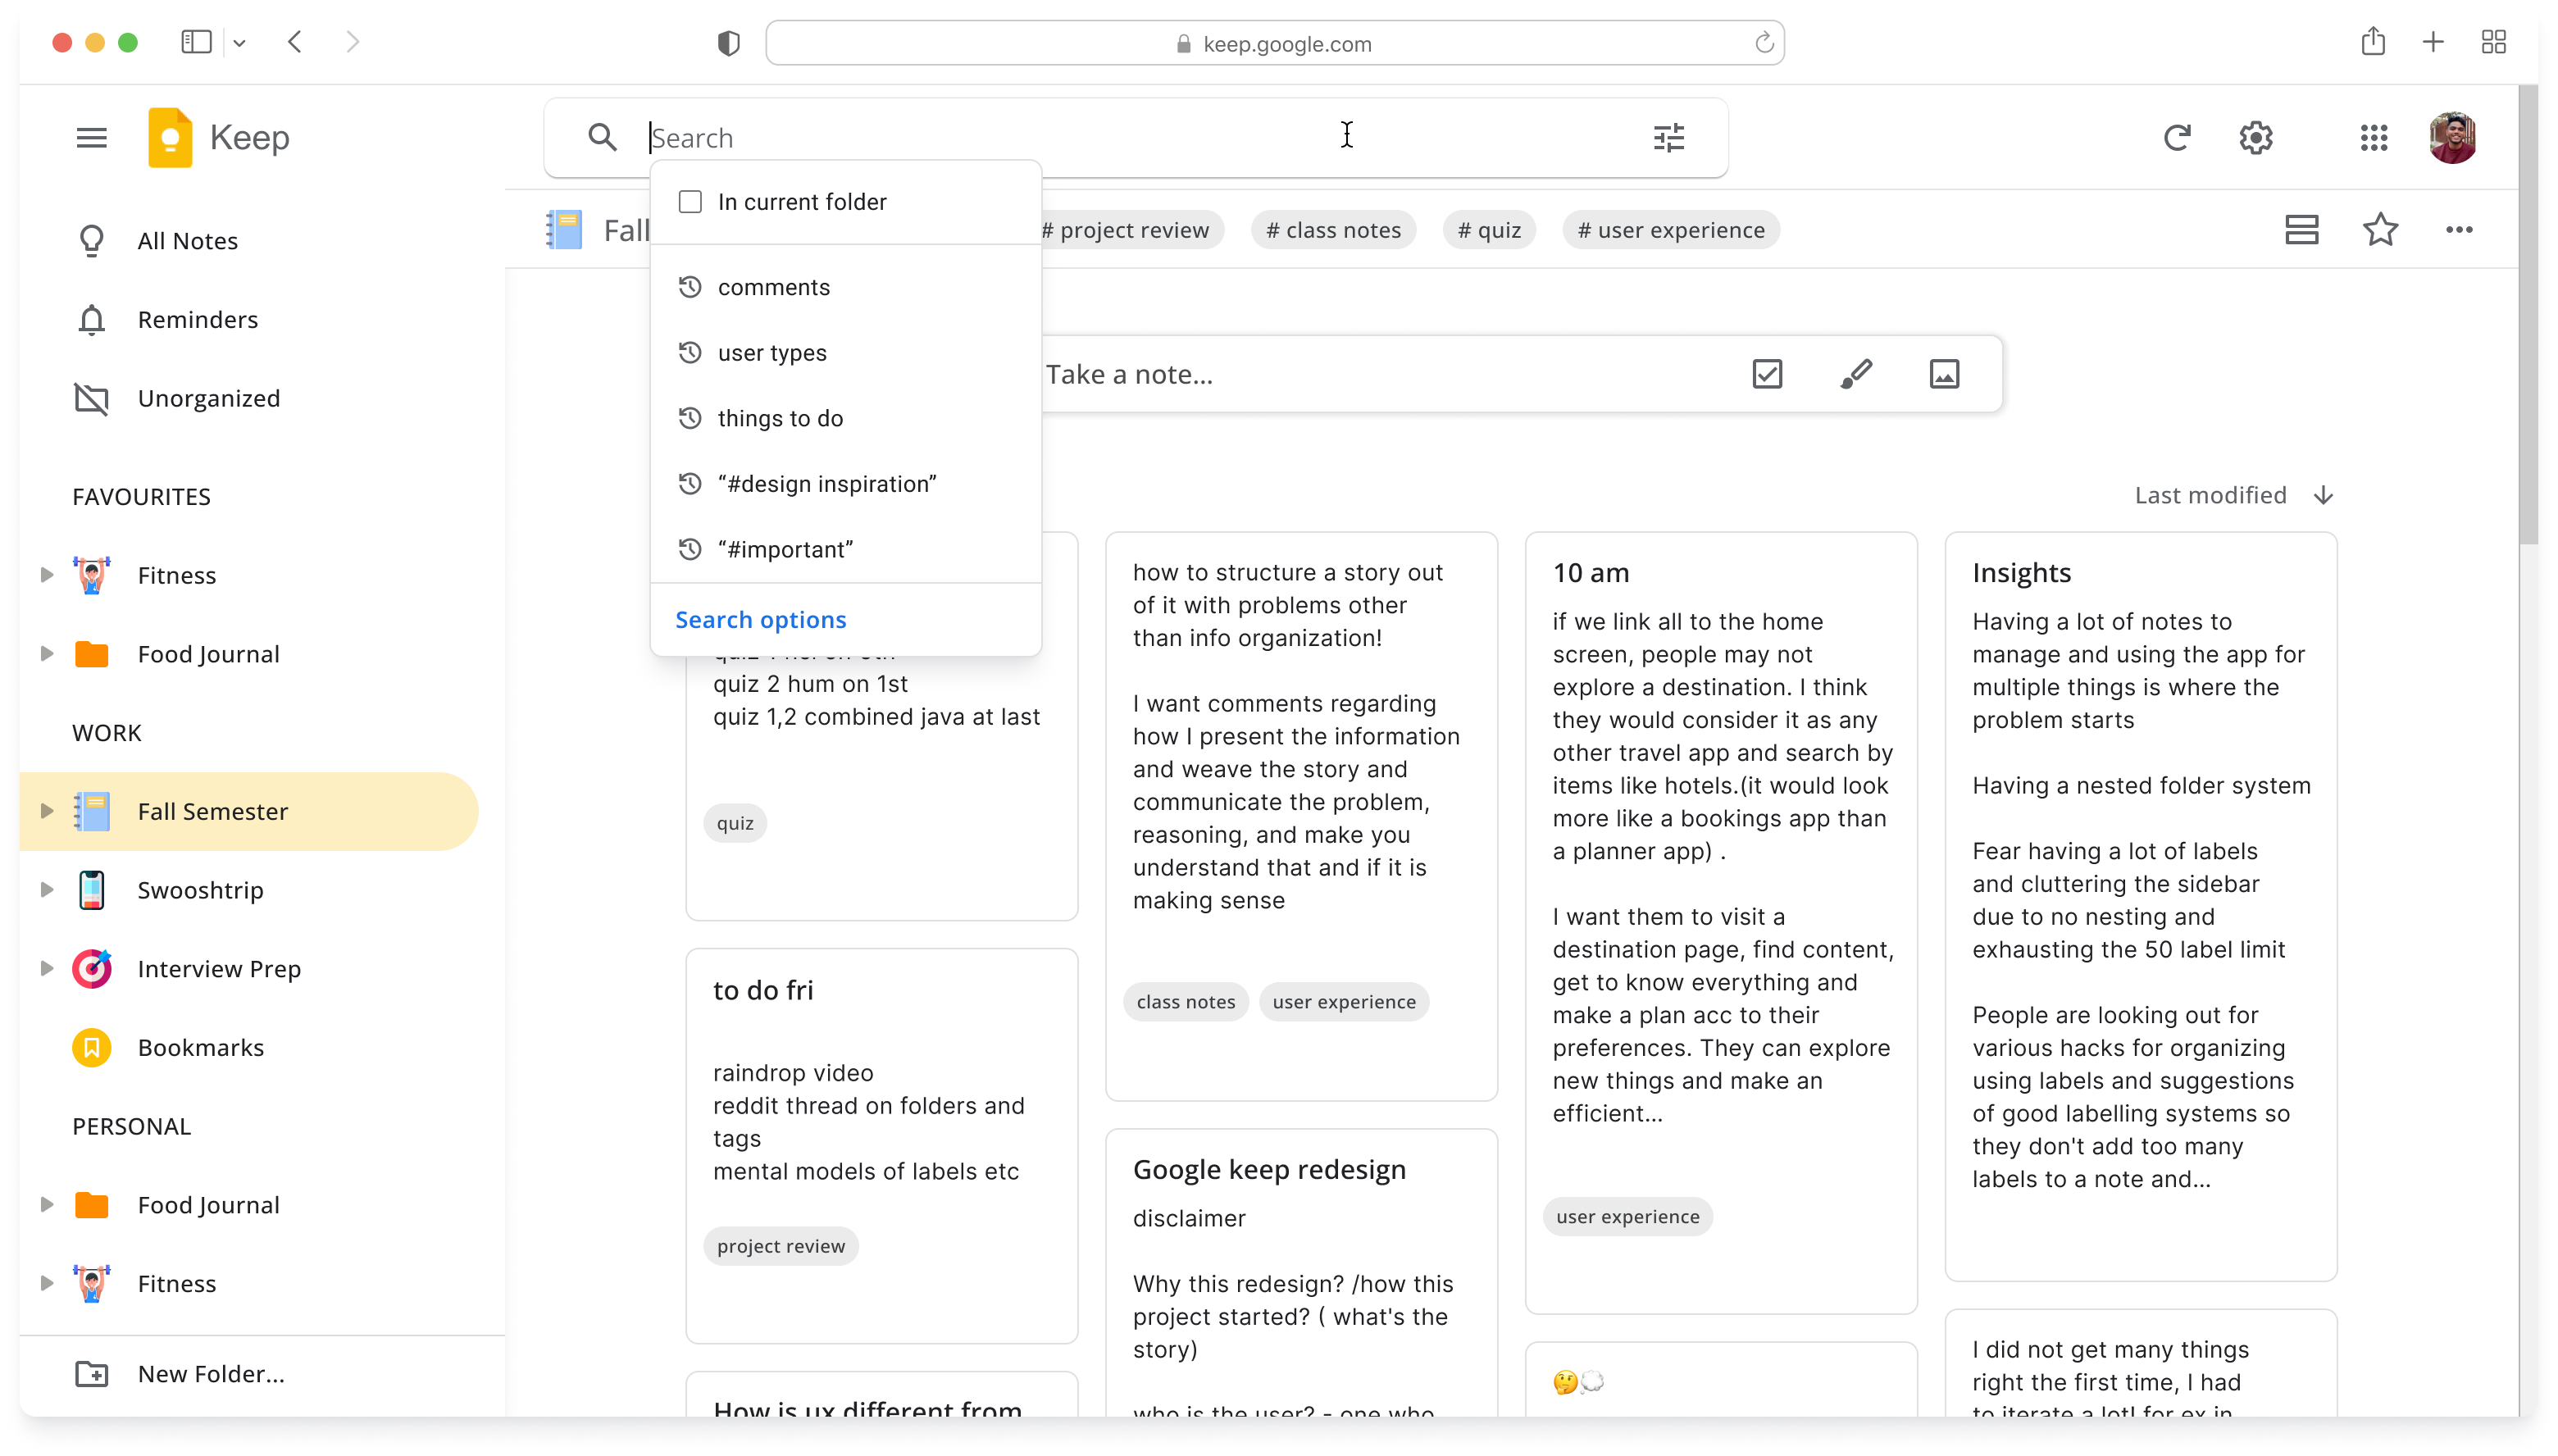 keep.google.com
Keep
Search
In current folder
comments
user types
things to do
“#design inspiration”
“#important”
Search options
Fall
# project review
# class notes
# quiz
# user experience
All Notes
Reminders
Unorganized
FAVOURITES
Fitness
Food Journal
WORK
Fall Semester
Swooshtrip
Interview Prep
Bookmarks
PERSONAL
Food Journal
Fitness
New Folder...
Take a note...
Last modified
quiz 2 hum on 1st
quiz 1,2 combined java at last
quiz
to do fri
raindrop video
reddit thread on folders and
tags
mental models of labels etc
project review
How is ux different from
how to structure a story out
of it with problems other
than info organization!
I want comments regarding
how I present the information
and weave the story and
communicate the problem,
reasoning, and make you
understand that and if it is
making sense
class notes
user experience
Google keep redesign
disclaimer
Why this redesign? /how this
project started? ( what's the
story)
who is the user? - one who
10 am
if we link all to the home
screen, people may not
explore a destination. I think
they would consider it as any
other travel app and search by
items like hotels.(it would look
more like a bookings app than
a planner app) .
I want them to visit a
destination page, find content,
get to know everything and
make a plan acc to their
preferences. They can explore
new things and make an
efficient...
user experience
🤔💭
Insights
Having a lot of notes to
manage and using the app for
multiple things is where the
problem starts
Having a nested folder system
Fear having a lot of labels
and cluttering the sidebar
due to no nesting and
exhausting the 50 label limit
People are looking out for
various hacks for organizing
using labels and suggestions
of good labelling systems so
they don't add too many
labels to a note and...
I did not get many things
right the first time, I had
to iterate a lot! for ex in